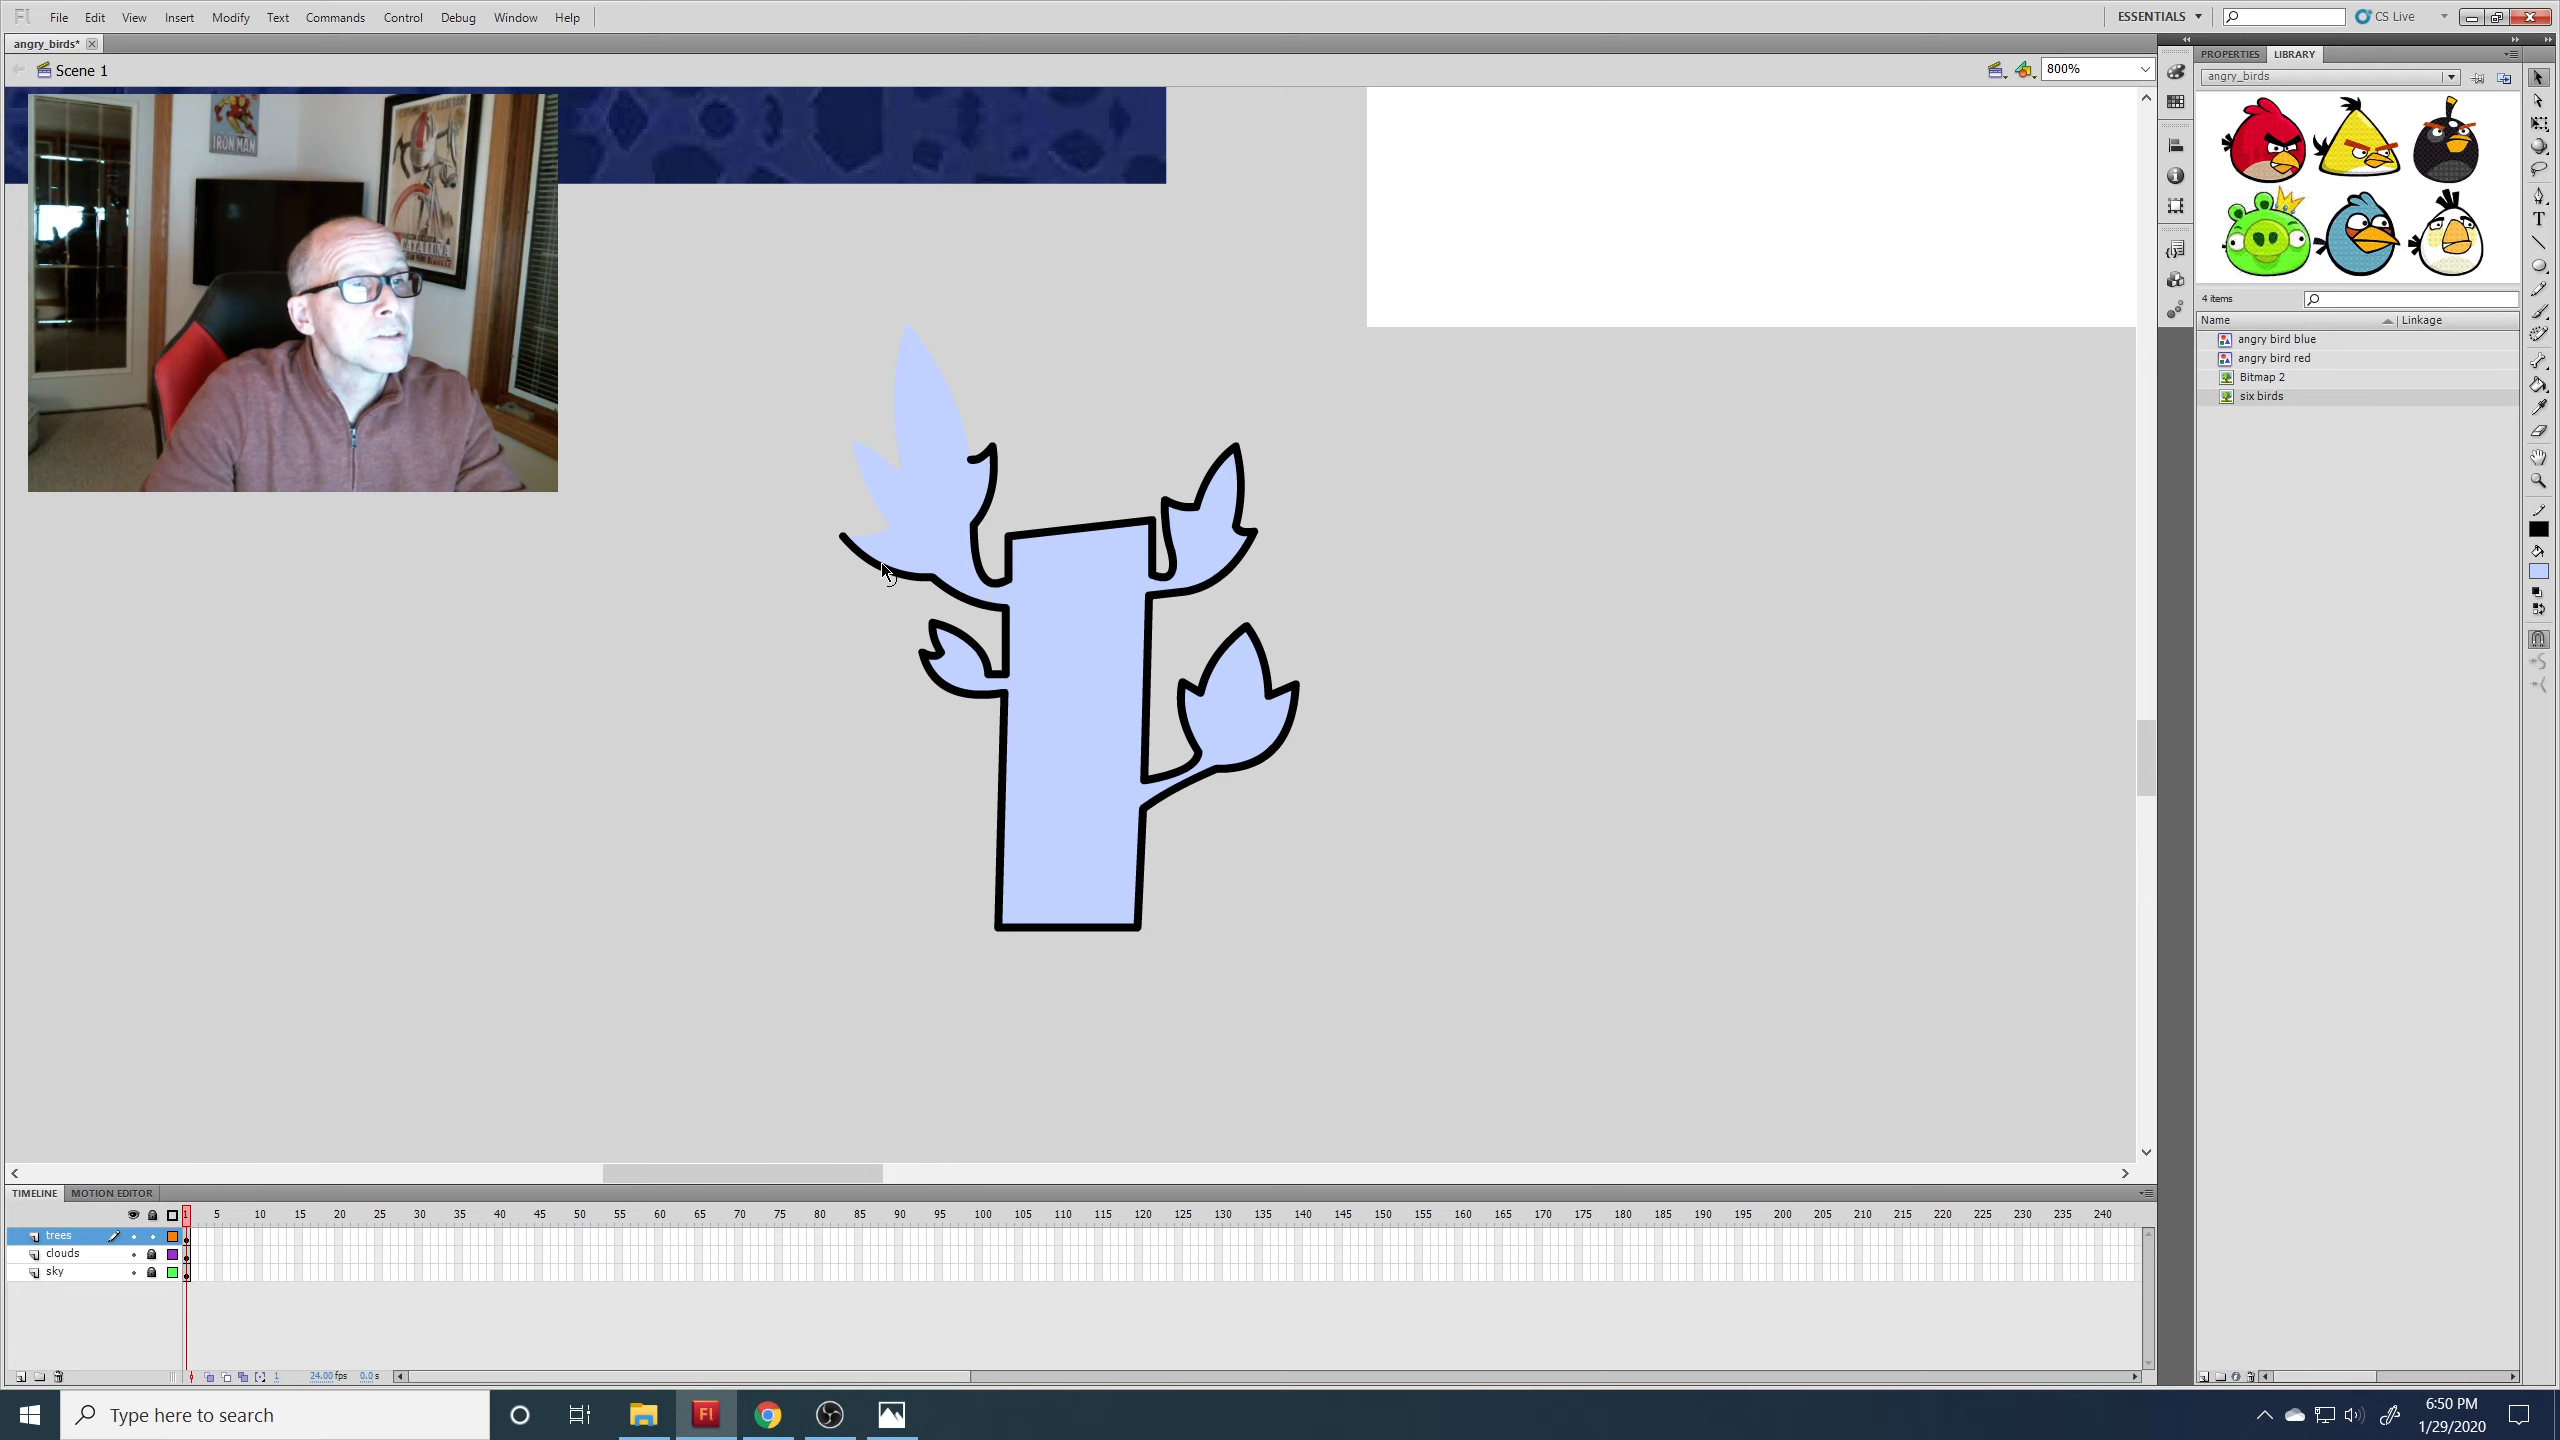 Fl File Edit View Insert Modify Text Commands Control Debug Window Help ESSENTIALS CS Live
angry_birds*
Scene 1 800%
IRON MAN
PROPERTIES LIBRARY
angry_birds
4 items
Name Linkage
angry bird blue
angry bird red
Bitmap 2
six birds
T
TIMELINE MOTION EDITOR
1 5 10 15 20 25 30 35 40 45 50 55 60 65 70 75 80 85 90 95 100 105 110 115 120 125 130 135 140 145 150 155 160 165 170 175 180 185 190 195 200 205 210 215 220 225 230 235 240
trees
clouds
sky
1 24.00 fps 0.0 s
Type here to search
Fl
6:50 PM
1/29/2020